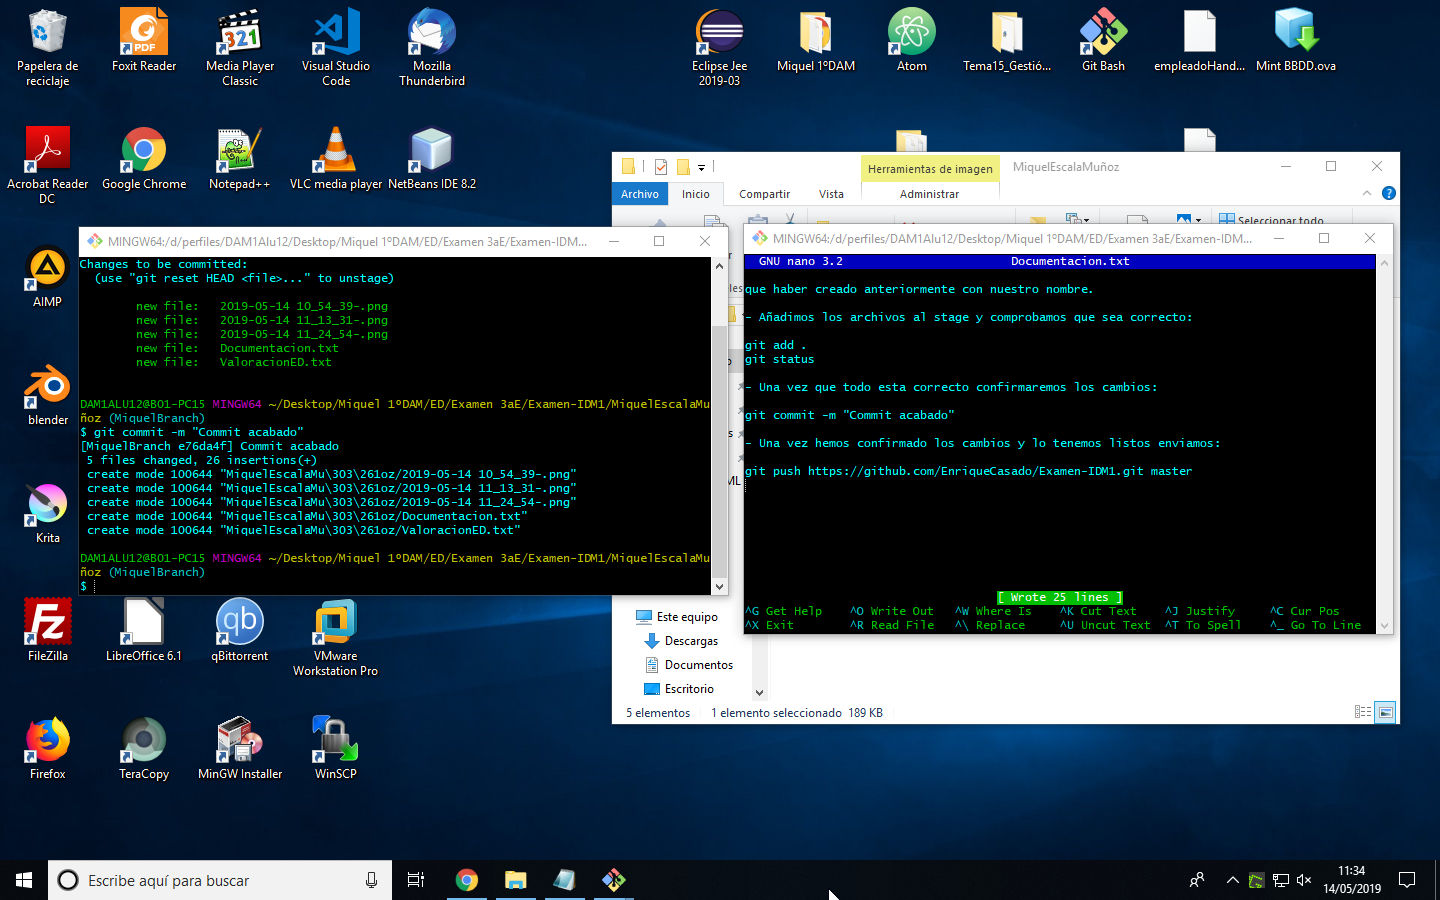 Papelera de
reciclaje
Foxit Reader
Media Player
Classic
Visual Studio
Code
Mozilla
Thunderbird
Eclipse Jee
2019-03
Miquel 1ºDAM
Atom
Tema15_Gestió...
Git Bash
empleadoHand...
Mint BBDD.ova
Acrobat Reader
DC
Google Chrome
Notepad++
VLC media player
NetBeans IDE 8.2
AIMP
blender
Krita
FileZilla
LibreOffice 6.1
qBittorrent
VMware
Workstation Pro
Firefox
TeraCopy
MinGW Installer
WinSCP
Herramientas de imagen
MiquelEscalaMuñoz
Archivo
Inicio
Compartir
Vista
Administrar
Seleccionar todo
MINGW64:/d/perfiles/DAM1Alu12/Desktop/Miquel 1ºDAM/ED/Examen 3aE/Examen-IDM...
Changes to be committed:
(use "git reset HEAD <file>..." to unstage)
new file:   2019-05-14 10_54_39-.png
new file:   2019-05-14 11_13_31-.png
new file:   2019-05-14 11_24_54-.png
new file:   Documentacion.txt
new file:   ValoracionED.txt
DAM1ALU12@B01-PC15 MINGW64 ~/Desktop/Miquel 1ºDAM/ED/Examen 3aE/Examen-IDM1/MiquelEscalaMu
ñoz (MiquelBranch)
$ git commit -m "Commit acabado"
[MiquelBranch e76da4f] Commit acabado
5 files changed, 26 insertions(+)
create mode 100644 "MiquelEscalaMu\303\261oz/2019-05-14 10_54_39-.png"
create mode 100644 "MiquelEscalaMu\303\261oz/2019-05-14 11_13_31-.png"
create mode 100644 "MiquelEscalaMu\303\261oz/2019-05-14 11_24_54-.png"
create mode 100644 "MiquelEscalaMu\303\261oz/Documentacion.txt"
create mode 100644 "MiquelEscalaMu\303\261oz/ValoracionED.txt"
DAM1ALU12@B01-PC15 MINGW64 ~/Desktop/Miquel 1ºDAM/ED/Examen 3aE/Examen-IDM1/MiquelEscalaMu
ñoz (MiquelBranch)
$
MINGW64:/d/perfiles/DAM1Alu12/Desktop/Miquel 1ºDAM/ED/Examen 3aE/Examen-IDM...
GNU nano 3.2 Documentacion.txt
que haber creado anteriormente con nuestro nombre.
- Añadimos los archivos al stage y comprobamos que sea correcto:
git add .
git status
- Una vez que todo esta correcto confirmaremos los cambios:
git commit -m "Commit acabado"
- Una vez hemos confirmado los cambios y lo tenemos listos enviamos:
git push https://github.com/EnriqueCasado/Examen-IDM1.git master
[ Wrote 25 lines ]
^G Get Help ^O Write Out ^W Where Is ^K Cut Text ^J Justify ^C Cur Pos
^X Exit ^R Read File ^\ Replace ^U Uncut Text ^T To Spell ^_ Go To Line
Este equipo
Descargas
Documentos
Escritorio
5 elementos
1 elemento seleccionado 189 KB
Escribe aquí para buscar
11:34
14/05/2019